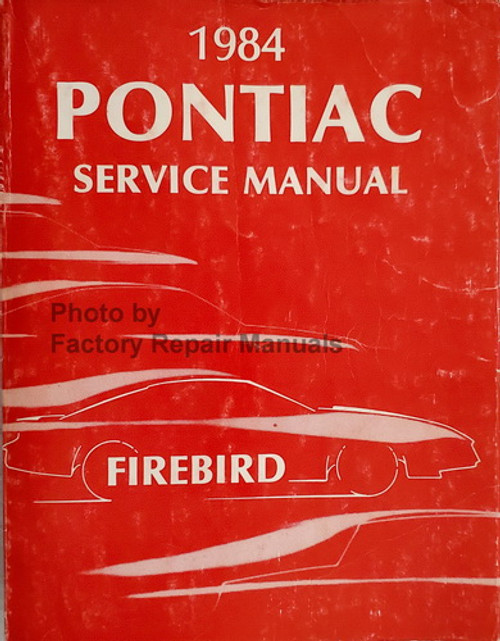 1984
PONTIAC
SERVICE MANUAL
Photo by
Factory Repair Manuals
FIREBIRD